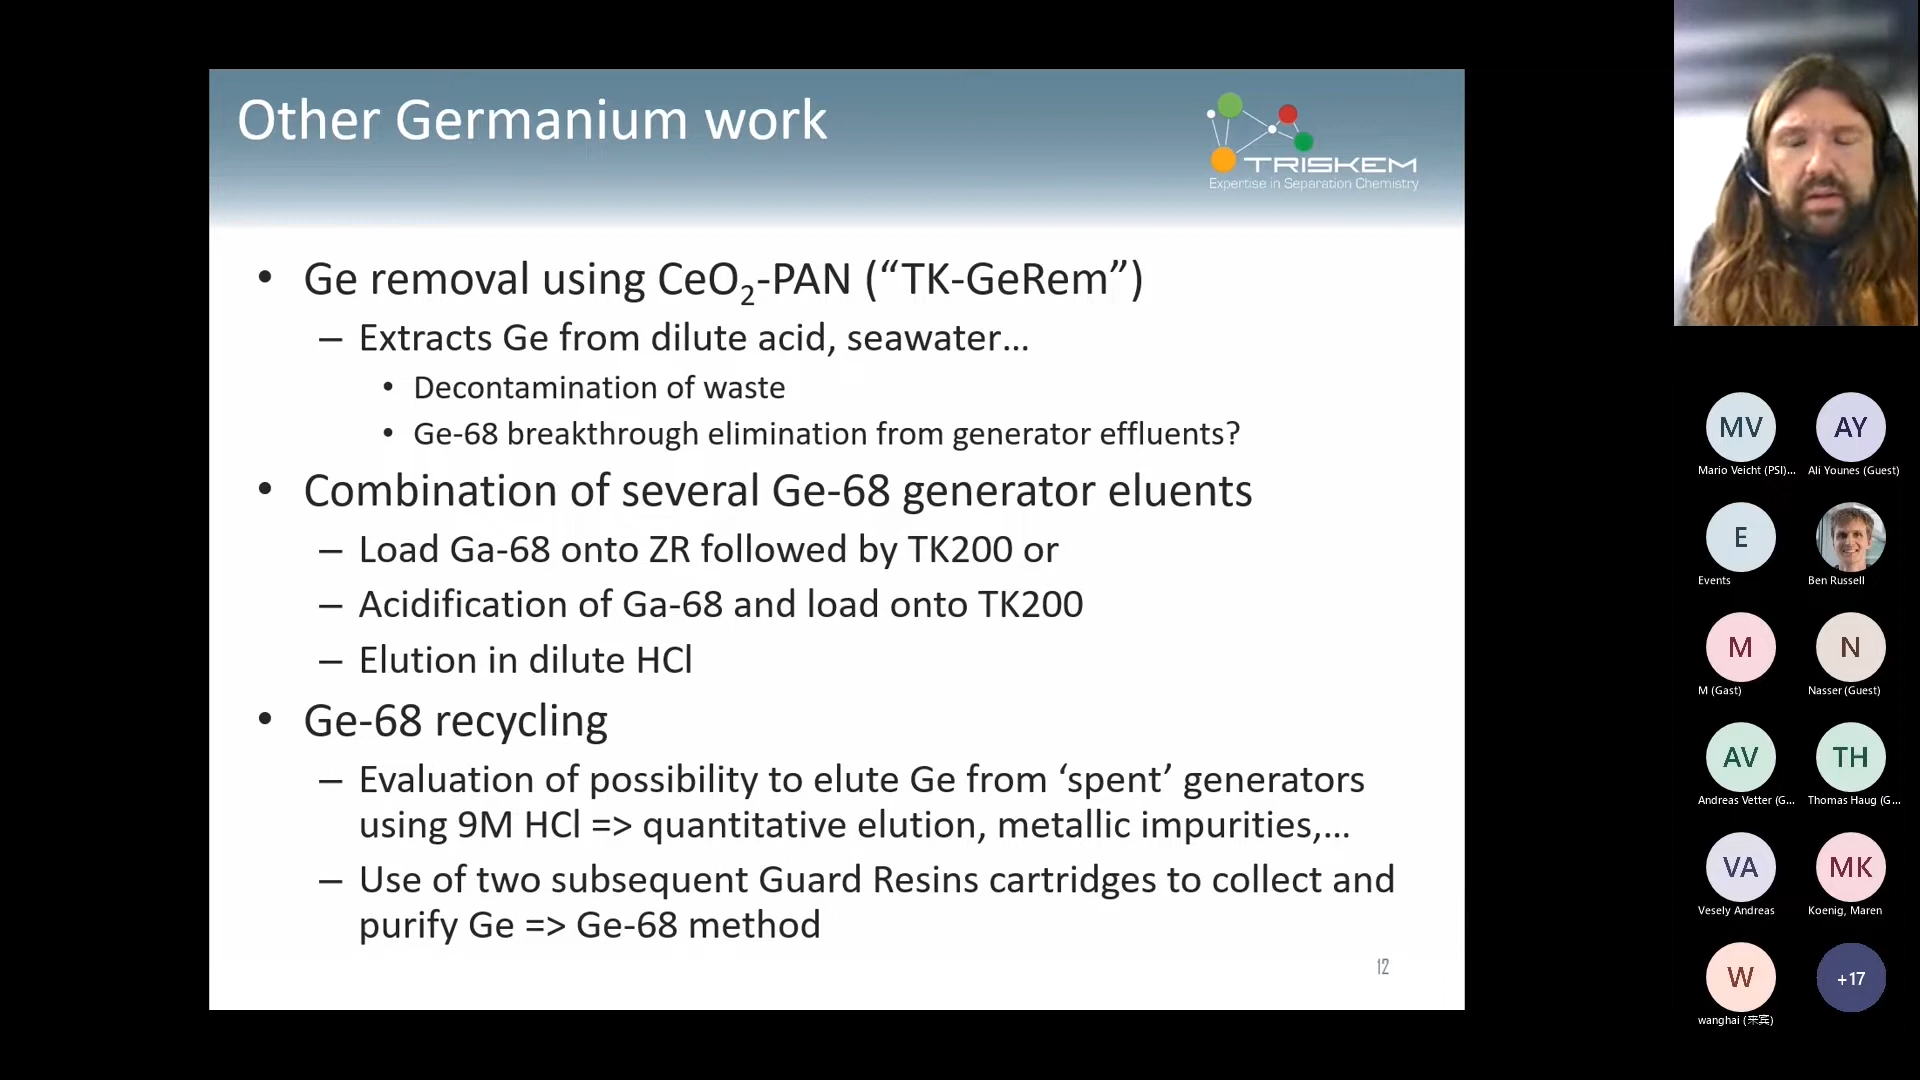 Other Germanium work
TRISKEM
Expertise in Separation Chemistry
• Ge removal using CeO₂-PAN (“TK-GeRem”)
– Extracts Ge from dilute acid, seawater…
• Decontamination of waste
• Ge-68 breakthrough elimination from generator effluents?
• Combination of several Ge-68 generator eluents
– Load Ga-68 onto ZR followed by TK200 or
– Acidification of Ga-68 and load onto TK200
– Elution in dilute HCl
• Ge-68 recycling
– Evaluation of possibility to elute Ge from ‘spent’ generators
using 9M HCl => quantitative elution, metallic impurities,…
– Use of two subsequent Guard Resins cartridges to collect and
purify Ge => Ge-68 method
12
MV
Mario Veicht (PSI)...
AY
Ali Younes (Guest)
E
Events
Ben Russell
M
M (Gast)
N
Nasser (Guest)
AV
Andreas Vetter (G...
TH
Thomas Haug (G...
VA
Vesely Andreas
MK
Koenig, Maren
W
wanghai (来宾)
+17